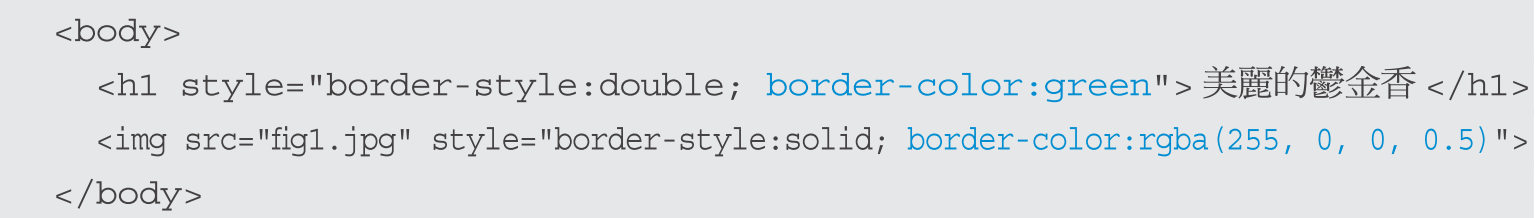 <body>
<h1 style="border-style:double; border-color:green"> 美麗的鬱金香 </h1>
<img src="fig1.jpg" style="border-style:solid; border-color:rgba(255, 0, 0, 0.5)">
</body>